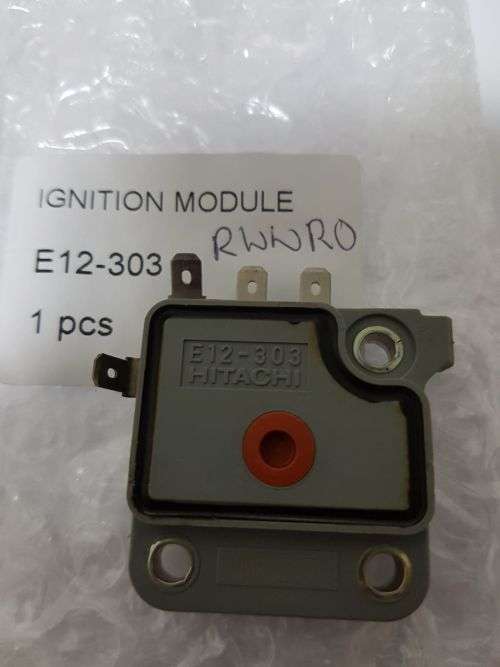 IGNITION MODULE
E12-303
RWWRO
1 pcs
E12-303
HITACHI